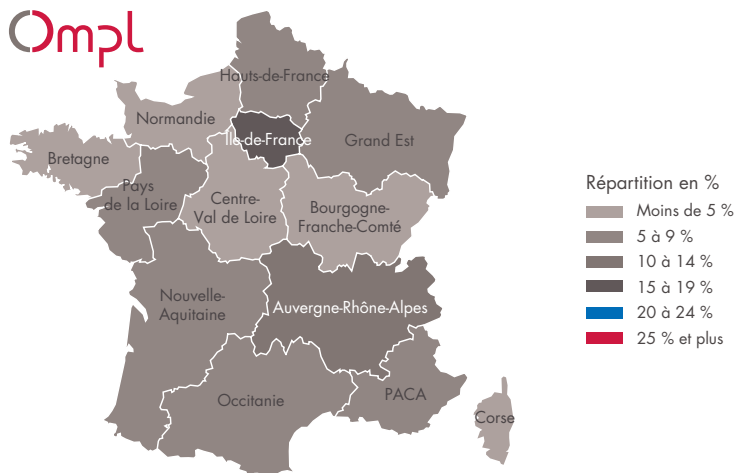 Ompl
Hauts-de-France
Normandie
Île-de-France
Grand Est
Bretagne
Pays
de la Loire
Centre-
Val de Loire
Bourgogne-
Franche-Comté
Nouvelle-
Aquitaine
Auvergne-Rhône-Alpes
Occitanie
PACA
Corse
Répartition en %
Moins de 5 %
5 à 9 %
10 à 14 %
15 à 19 %
20 à 24 %
25 % et plus